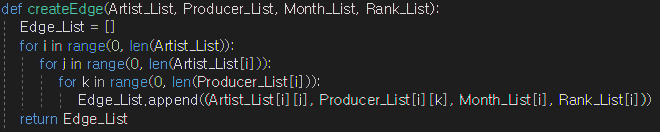 def createEdge(Artist_List, Producer_List, Month_List, Rank_List):
    Edge_List = []
    for i in range(0, len(Artist_List)):
        for j in range(0, len(Artist_List[i])):
            for k in range(0, len(Producer_List[i])):
                Edge_List.append((Artist_List[i][j], Producer_List[i][k], Month_List[i], Rank_List[i]))
    return Edge_List